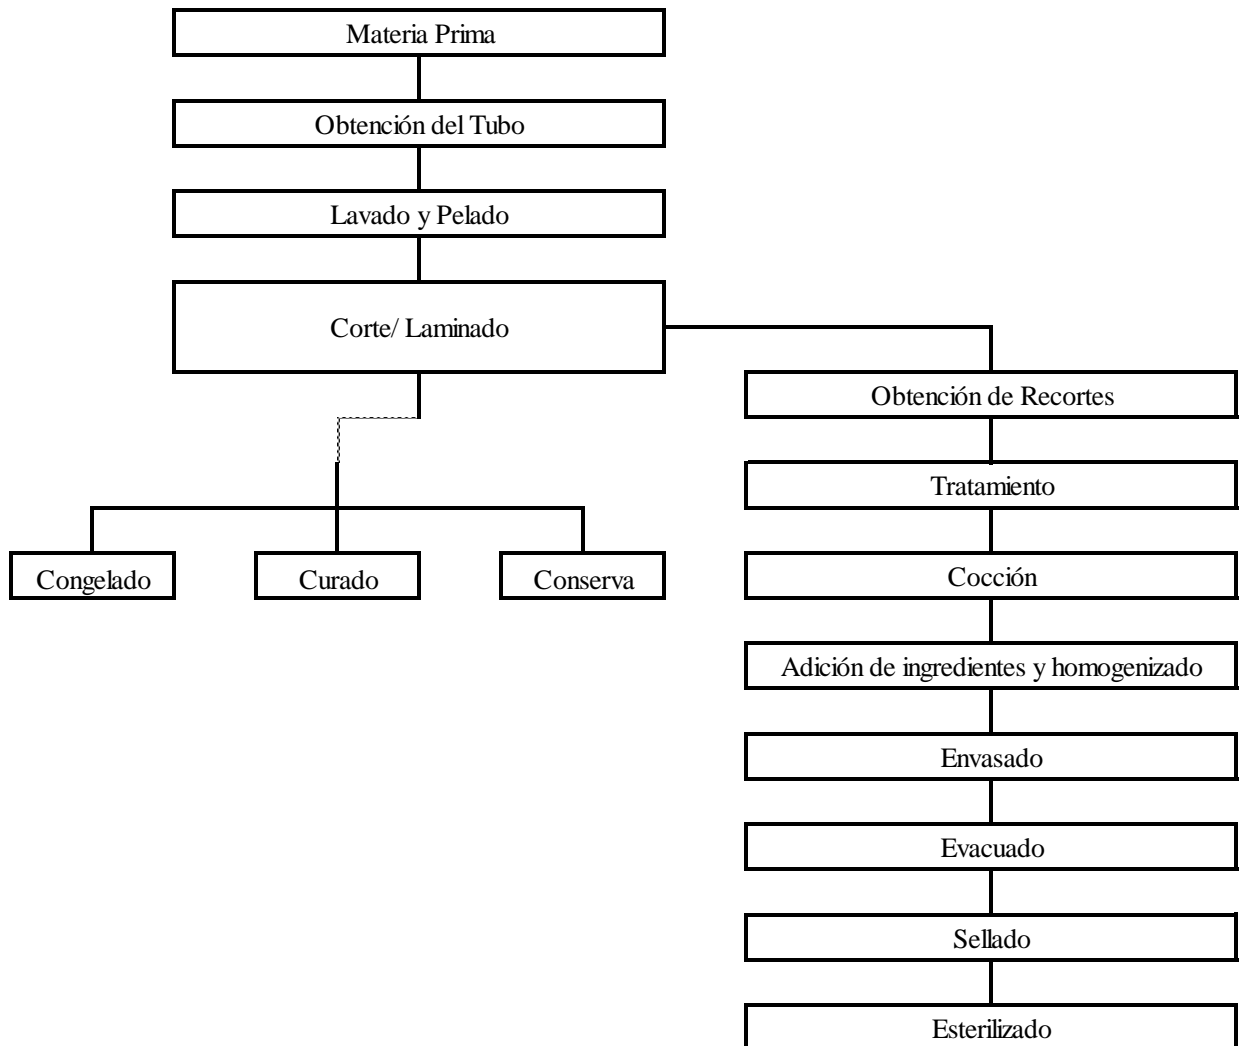 Materia Prima
Obtención del Tubo
Lavado y Pelado
Corte/ Laminado
Congelado
Curado
Conserva
Obtención de Recortes
Tratamiento
Cocción
Adición de ingredientes y homogenizado
Envasado
Evacuado
Sellado
Esterilizado